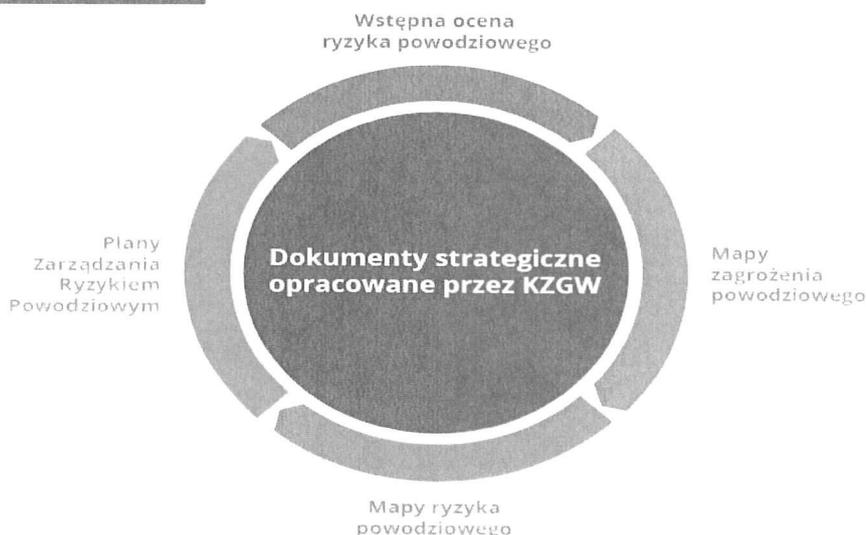 Wstępna ocena
ryzyka powodziowego
Plany
Zarządzania
Ryzykiem
Powodziowym
Dokumenty strategiczne
opracowane przez KZGW
Mapy
zagrożenia
powodziowego
Mapy ryzyka
powodziowego